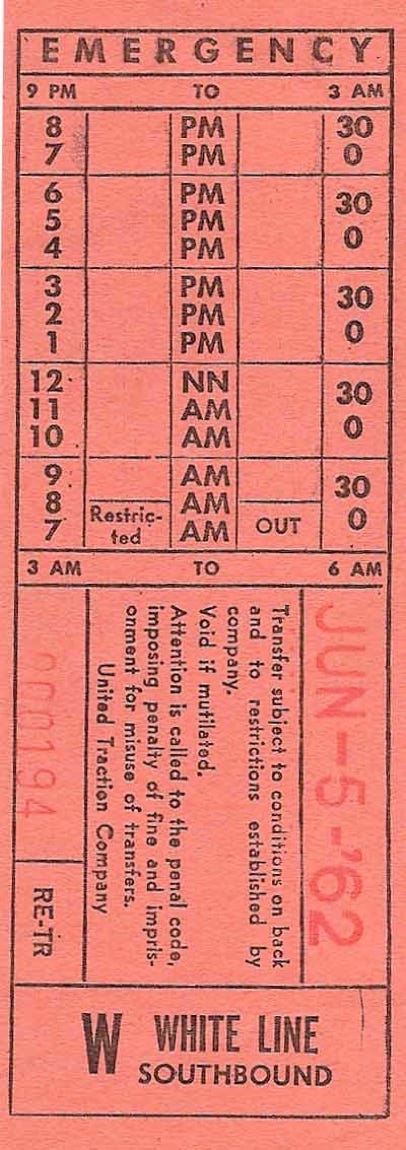 EMERGENCY
9 PM TO 3 AM
8 PM 30
7 PM 0
6 PM 30
5 PM
4 PM 0
3 PM 30
2 PM
1 PM 0
12 NN 30
11 AM
10 AM 0
9 AM 30
8 AM
7 AM 0
Restric-
ted
OUT
3 AM TO 6 AM
JUN-5-'62
Transfer subject to conditions on back
and to restrictions established by
company.
Void if mutilated.
Attention is called to the penal code,
imposing penalty of fine and impris-
onment for misuse of transfers.
United Traction Company
000194
RE-TR
W WHITE LINE
SOUTHBOUND